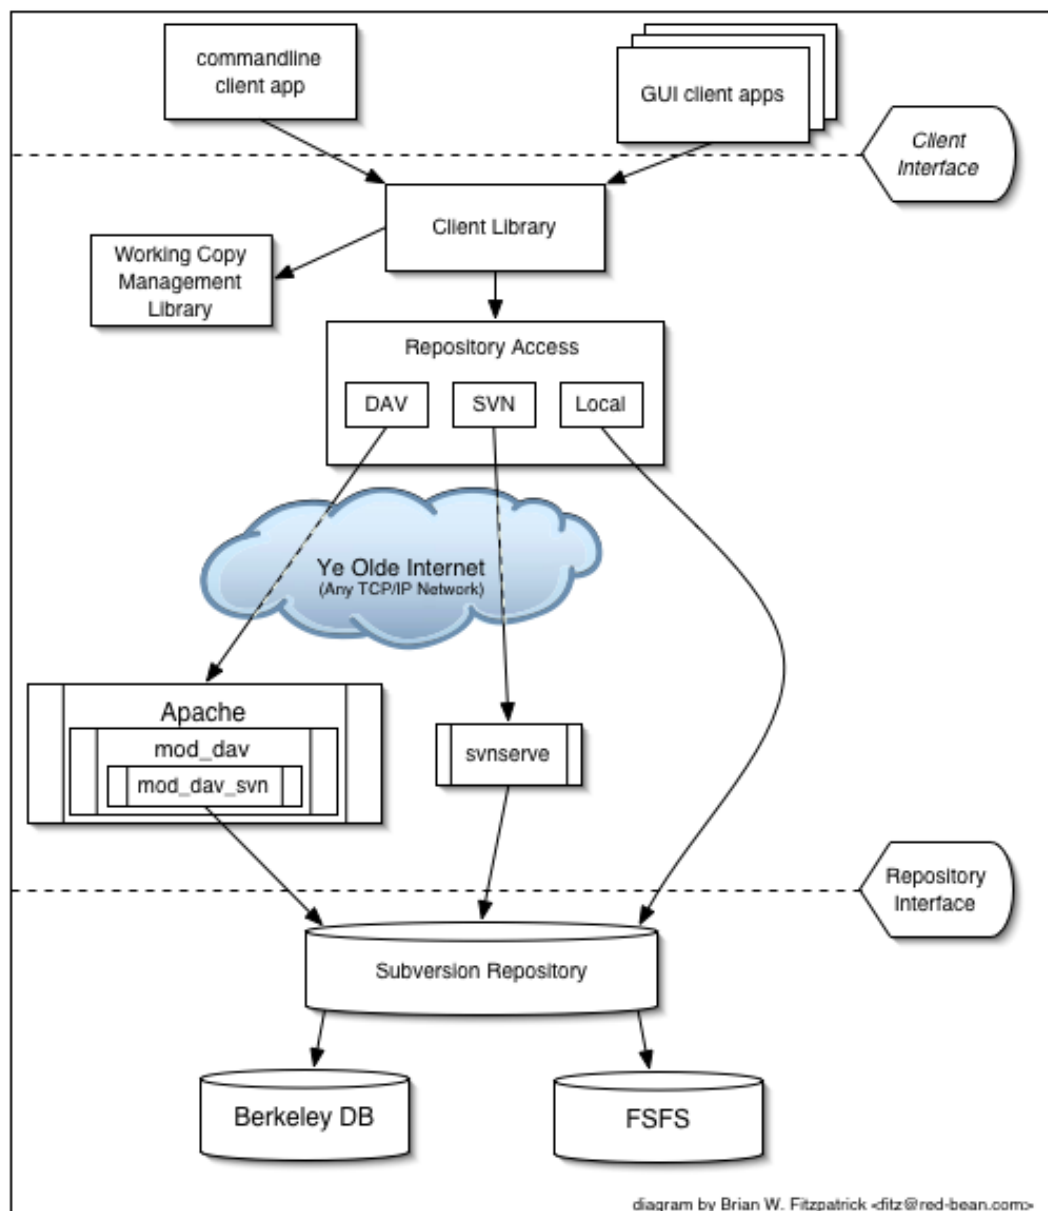 commandline
client app
GUI client apps
Client
Interface
Client Library
Working Copy
Management
Library
Repository Access
DAV
SVN
Local
Ye Olde Internet
(Any TCP/IP Network)
Apache
mod_dav
mod_dav_svn
svnserve
Repository
Interface
Subversion Repository
Berkeley DB
FSFS
diagram by Brian W. Fitzpatrick <fitz@red-bean.com>